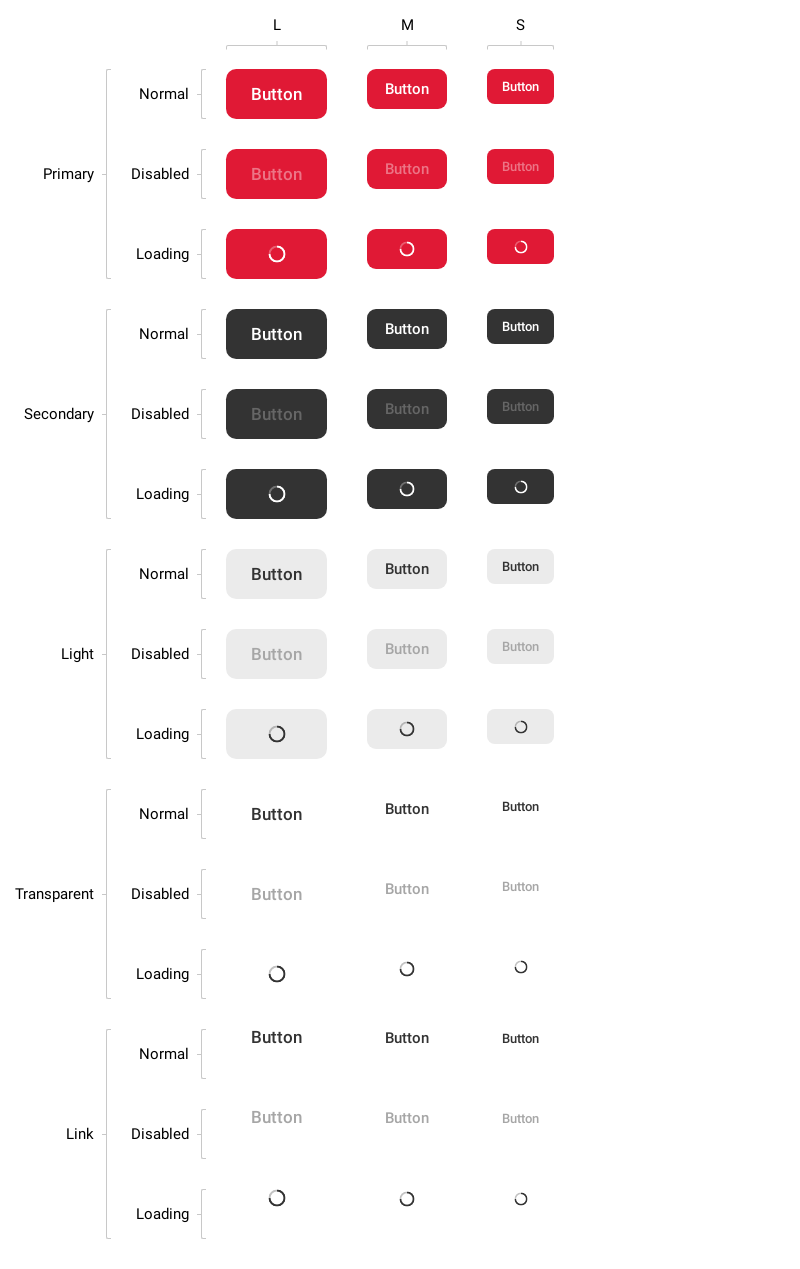 L M S
Normal Button Button Button
Primary Disabled Button Button Button
Loading
Normal Button Button Button
Secondary Disabled Button Button Button
Loading
Normal Button Button Button
Light Disabled Button Button Button
Loading
Normal Button Button Button
Transparent Disabled Button Button Button
Loading
Normal Button Button Button
Link Disabled Button Button Button
Loading